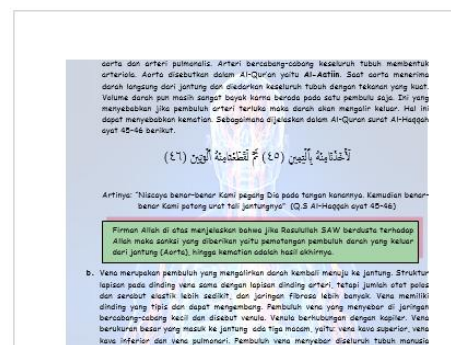 aorta dan arteri pulmonalis. Arteri bercabang-cabang keseluruh tubuh membentuk
arteriola. Aorta disebutkan dalam Al-Qur'an yaitu Al-Aatiin. Saat aorta menerima
darah langsung dari jantung dan diedarkan keseluruh tubuh dengan tekanan yang kuat.
Volume darah pun masih sangat bayak karna berada pada satu pembulu saja. Ini yang
menyebabkan jika pembuluh arteri terluka maka darah akan mengalir keluar. Hal ini
dapat menyebabkan kematian. Sebagaimana dijelaskan dalam Al-Quran surat Al-Haqqah
ayat 45-46 berikut.
لَأَخَذْنَا مِنْهُ بِالْيَمِينِ (٤٥) ثُمَّ لَقَطَعْنَا مِنْهُ الْوَتِينَ (٤٦)
Artinya: "Niscaya benar-benar Kami pegang Dia pada tangan kanannya. Kemudian benar-
benar Kami potong urat tali jantungnya" (Q.S Al-Haqqah ayat 45-46)
Firman Allah di atas menjelaskan bahwa jika Rasulullah SAW berdusta terhadap
Allah maka sanksi yang diberikan yaitu pemotongan pembuluh darah yang keluar
dari jantung (Aorta), hingga kematian adalah hasil akhirnya.
b. Vena merupakan pembuluh yang mengalirkan darah kembali menuju ke jantung. Struktur
lapisan pada dinding vena sama dengan lapisan dinding arteri, tetapi jumlah otot polos
dan serabut elastik lebih sedikit, dan jaringan fibrosa lebih banyak. Vena memiliki
dinding yang tipis dan dapat mengembang. Pembuluh vena yang menyebar di jaringan
bercabang-cabang kecil dan disebut venula. Venula berhubungan dengan kapiler. Vena
berukuran besar yang masuk ke jantung ada tiga macam, yaitu: vena kava superior, vena
kava inferior dan vena pulmonari. Pembuluh vena menyebar diseluruh tubuh manusia